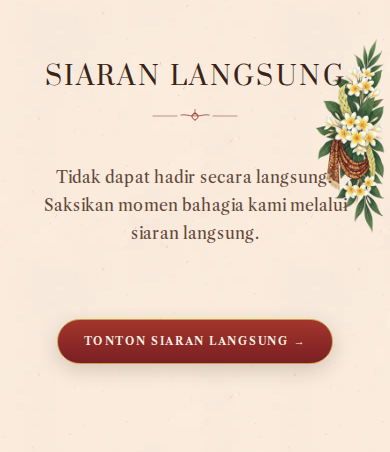 SIARAN LANGSUNG
Tidak dapat hadir secara langsung?
Saksikan momen bahagia kami melalui
siaran langsung.
TONTON SIARAN LANGSUNG →